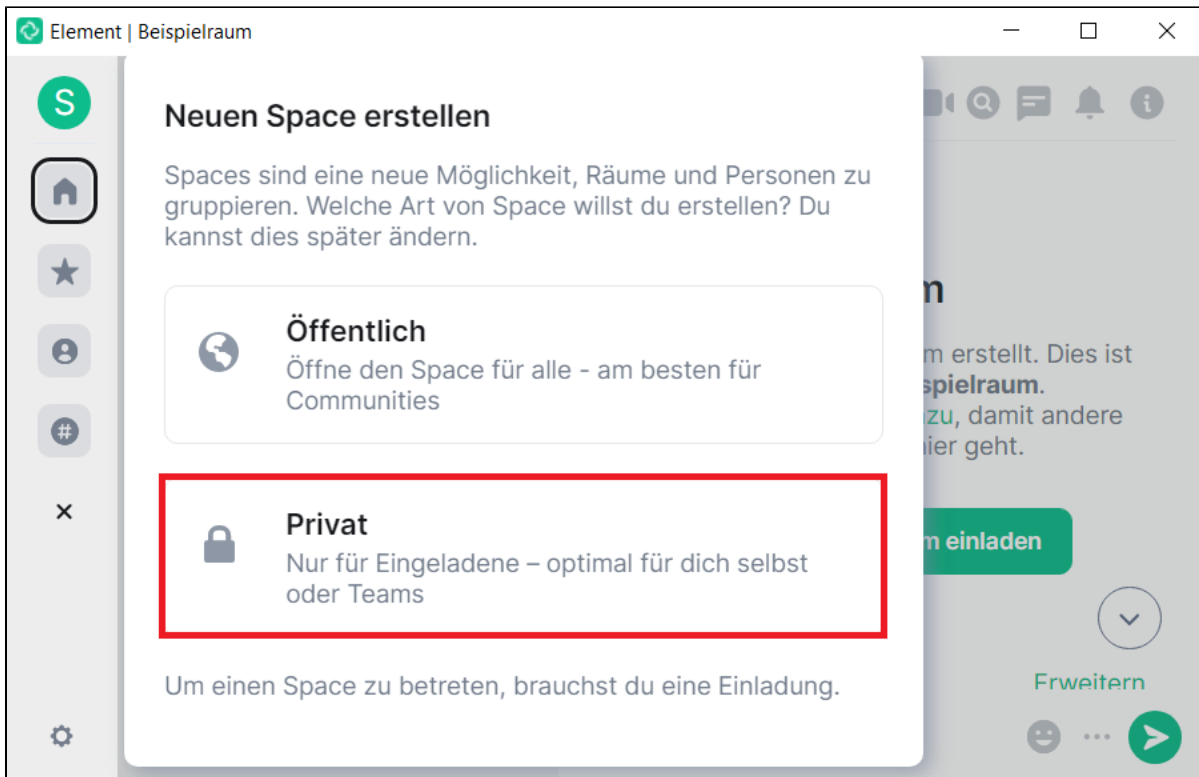 Element | Beispielraum
S
Neuen Space erstellen
Spaces sind eine neue Möglichkeit, Räume und Personen zu
gruppieren. Welche Art von Space willst du erstellen? Du
kannst dies später ändern.
Öffentlich
Öffne den Space für alle - am besten für
Communities
Privat
Nur für Eingeladene – optimal für dich selbst
oder Teams
Um einen Space zu betreten, brauchst du eine Einladung.
m erstellt. Dies ist
spielraum.
zu, damit andere
hier geht.
m einladen
Erweitern